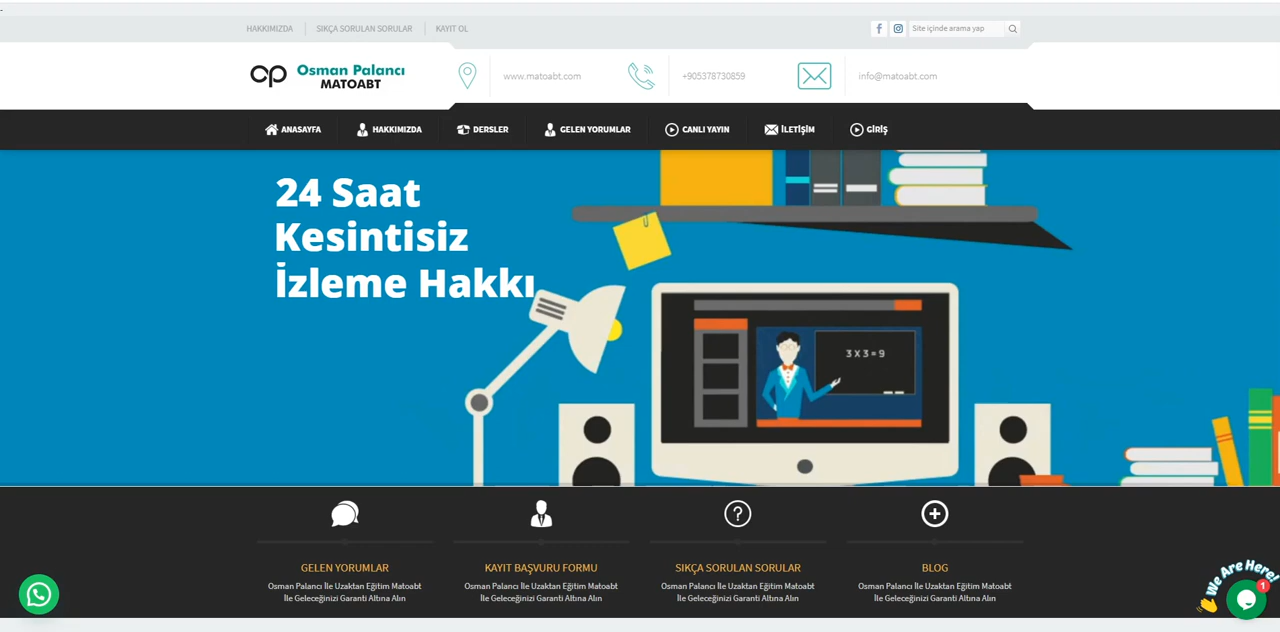 HAKKIMIZDA
SIKÇA SORULAN SORULAR
KAYIT OL
Site içinde arama yap
Osman Palancı
MATOABT
www.matoabt.com
+905378730859
info@matoabt.com
ANASAYFA
HAKKIMIZDA
DERSLER
GELEN YORUMLAR
CANLI YAYIN
İLETİŞİM
GİRİŞ
24 Saat
Kesintisiz
İzleme Hakkı
3X3=9
GELEN YORUMLAR
Osman Palancı İle Uzaktan Eğitim Matoabt
İle Geleceğinizi Garanti Altına Alın
KAYIT BAŞVURU FORMU
Osman Palancı İle Uzaktan Eğitim Matoabt
İle Geleceğinizi Garanti Altına Alın
SIKÇA SORULAN SORULAR
Osman Palancı İle Uzaktan Eğitim Matoabt
İle Geleceğinizi Garanti Altına Alın
BLOG
Osman Palancı İle Uzaktan Eğitim Matoabt
İle Geleceğinizi Garanti Altına Alın
We Are Here!
1